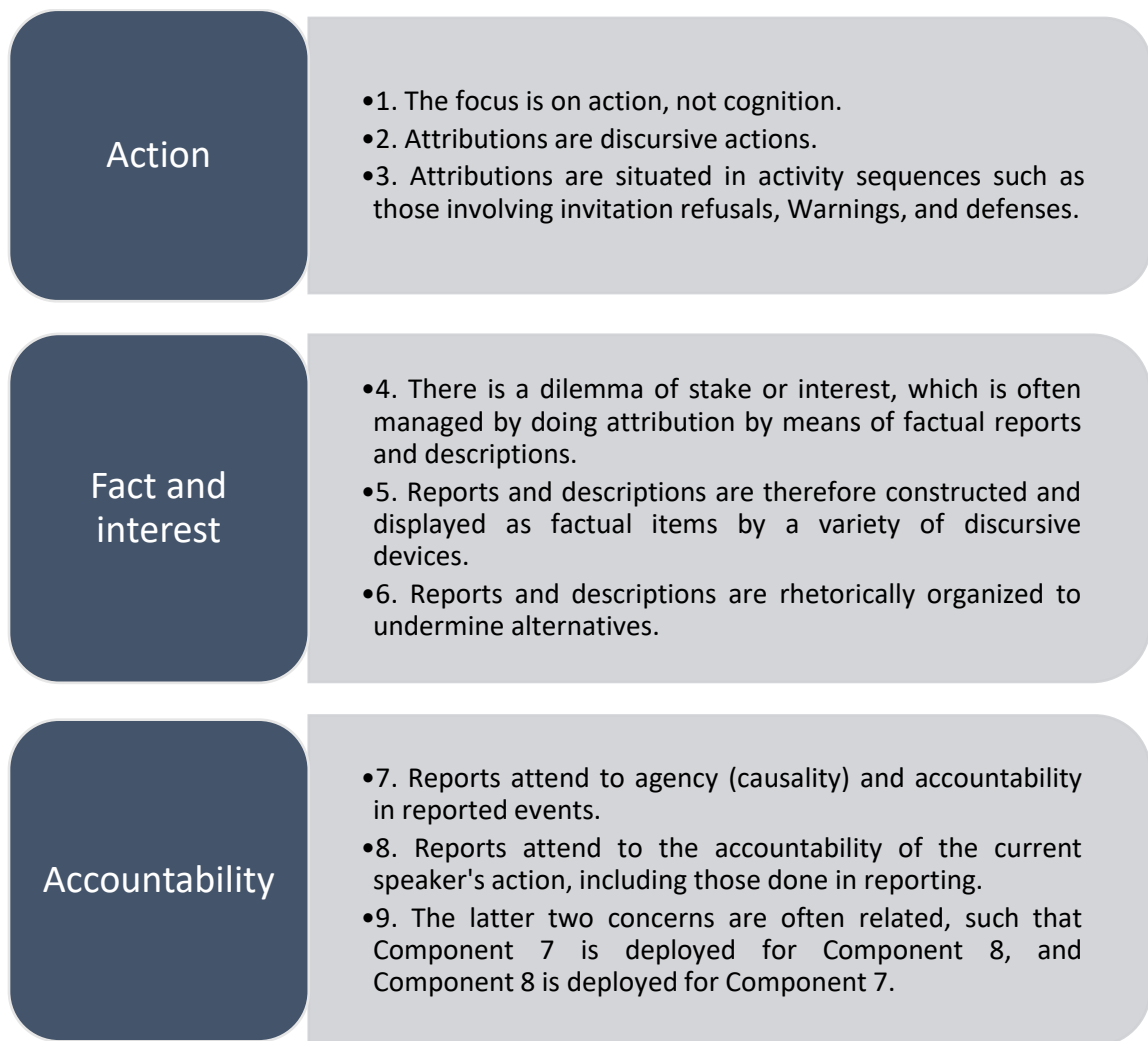 Action
•1. The focus is on action, not cognition.
•2. Attributions are discursive actions.
•3. Attributions are situated in activity sequences such as
those involving invitation refusals, Warnings, and defenses.
Fact and
interest
•4. There is a dilemma of stake or interest, which is often
managed by doing attribution by means of factual reports
and descriptions.
•5. Reports and descriptions are therefore constructed and
displayed as factual items by a variety of discursive
devices.
•6. Reports and descriptions are rhetorically organized to
undermine alternatives.
Accountability
•7. Reports attend to agency (causality) and accountability
in reported events.
•8. Reports attend to the accountability of the current
speaker's action, including those done in reporting.
•9. The latter two concerns are often related, such that
Component 7 is deployed for Component 8, and
Component 8 is deployed for Component 7.